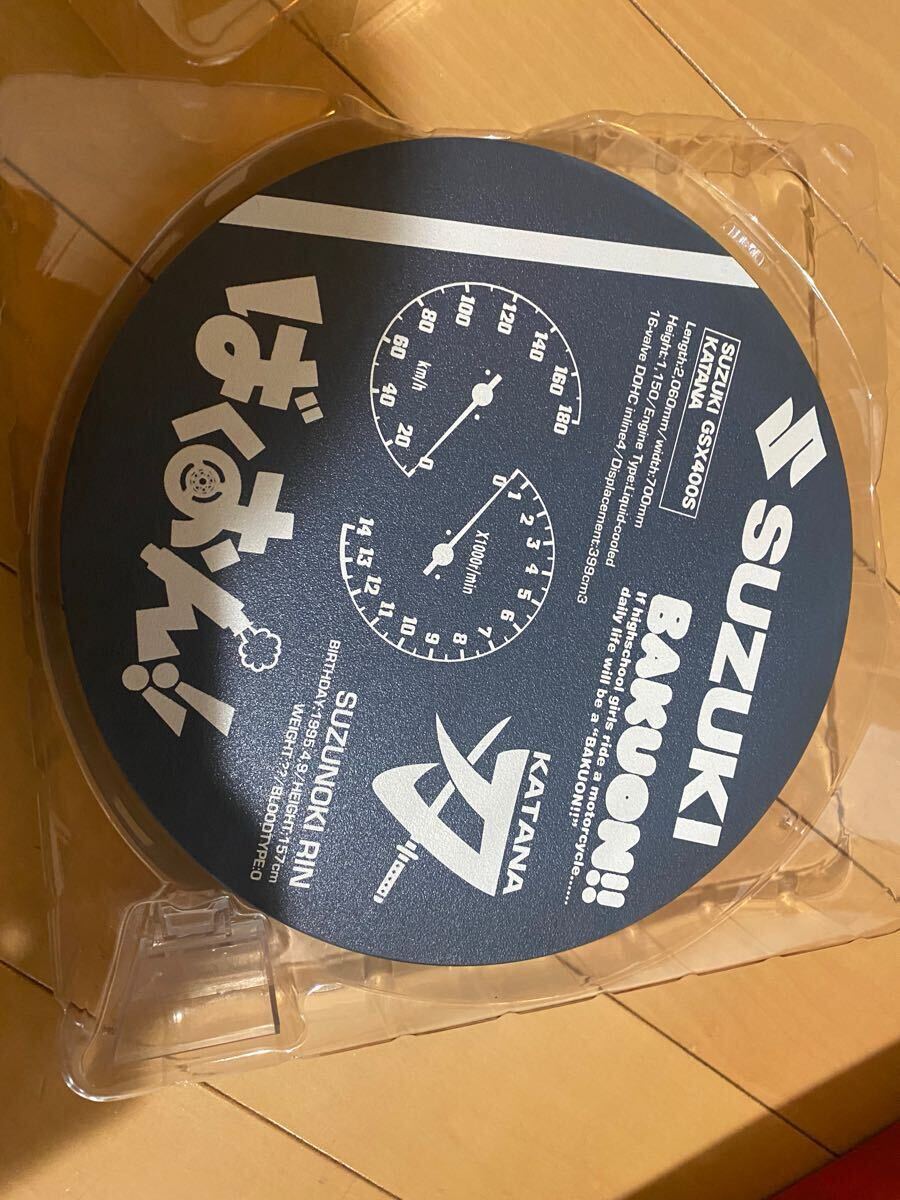 SUZUKI
BAKUON!!
If highschool girls ride a motorcycle......
daily life will be a "BAKUON!!"
SUZUKI GSX400S
KATANA
Length:2,060mm/width:700mm
Height:1,150/Engine Type:Liquid-cooled
16-valve DOHC inline4/Displacement:399cm3
0
20
40
60
80
100
120
140
160
180
km/h
0
1
2
3
4
5
6
7
8
9
10
11
12
13
14
X1000r/min
KATANA
刀
SUZUNOKI RIN
BIRTHDAY:1995.4.9/HEIGHT:157cm
WEIGHT:??/BLOODTYPE:O
ばくおん!!